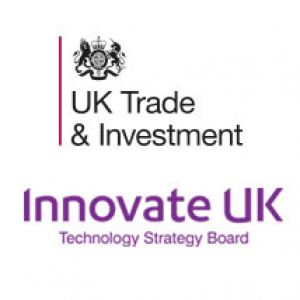 UK Trade
& Investment
Innovate UK
Technology Strategy Board